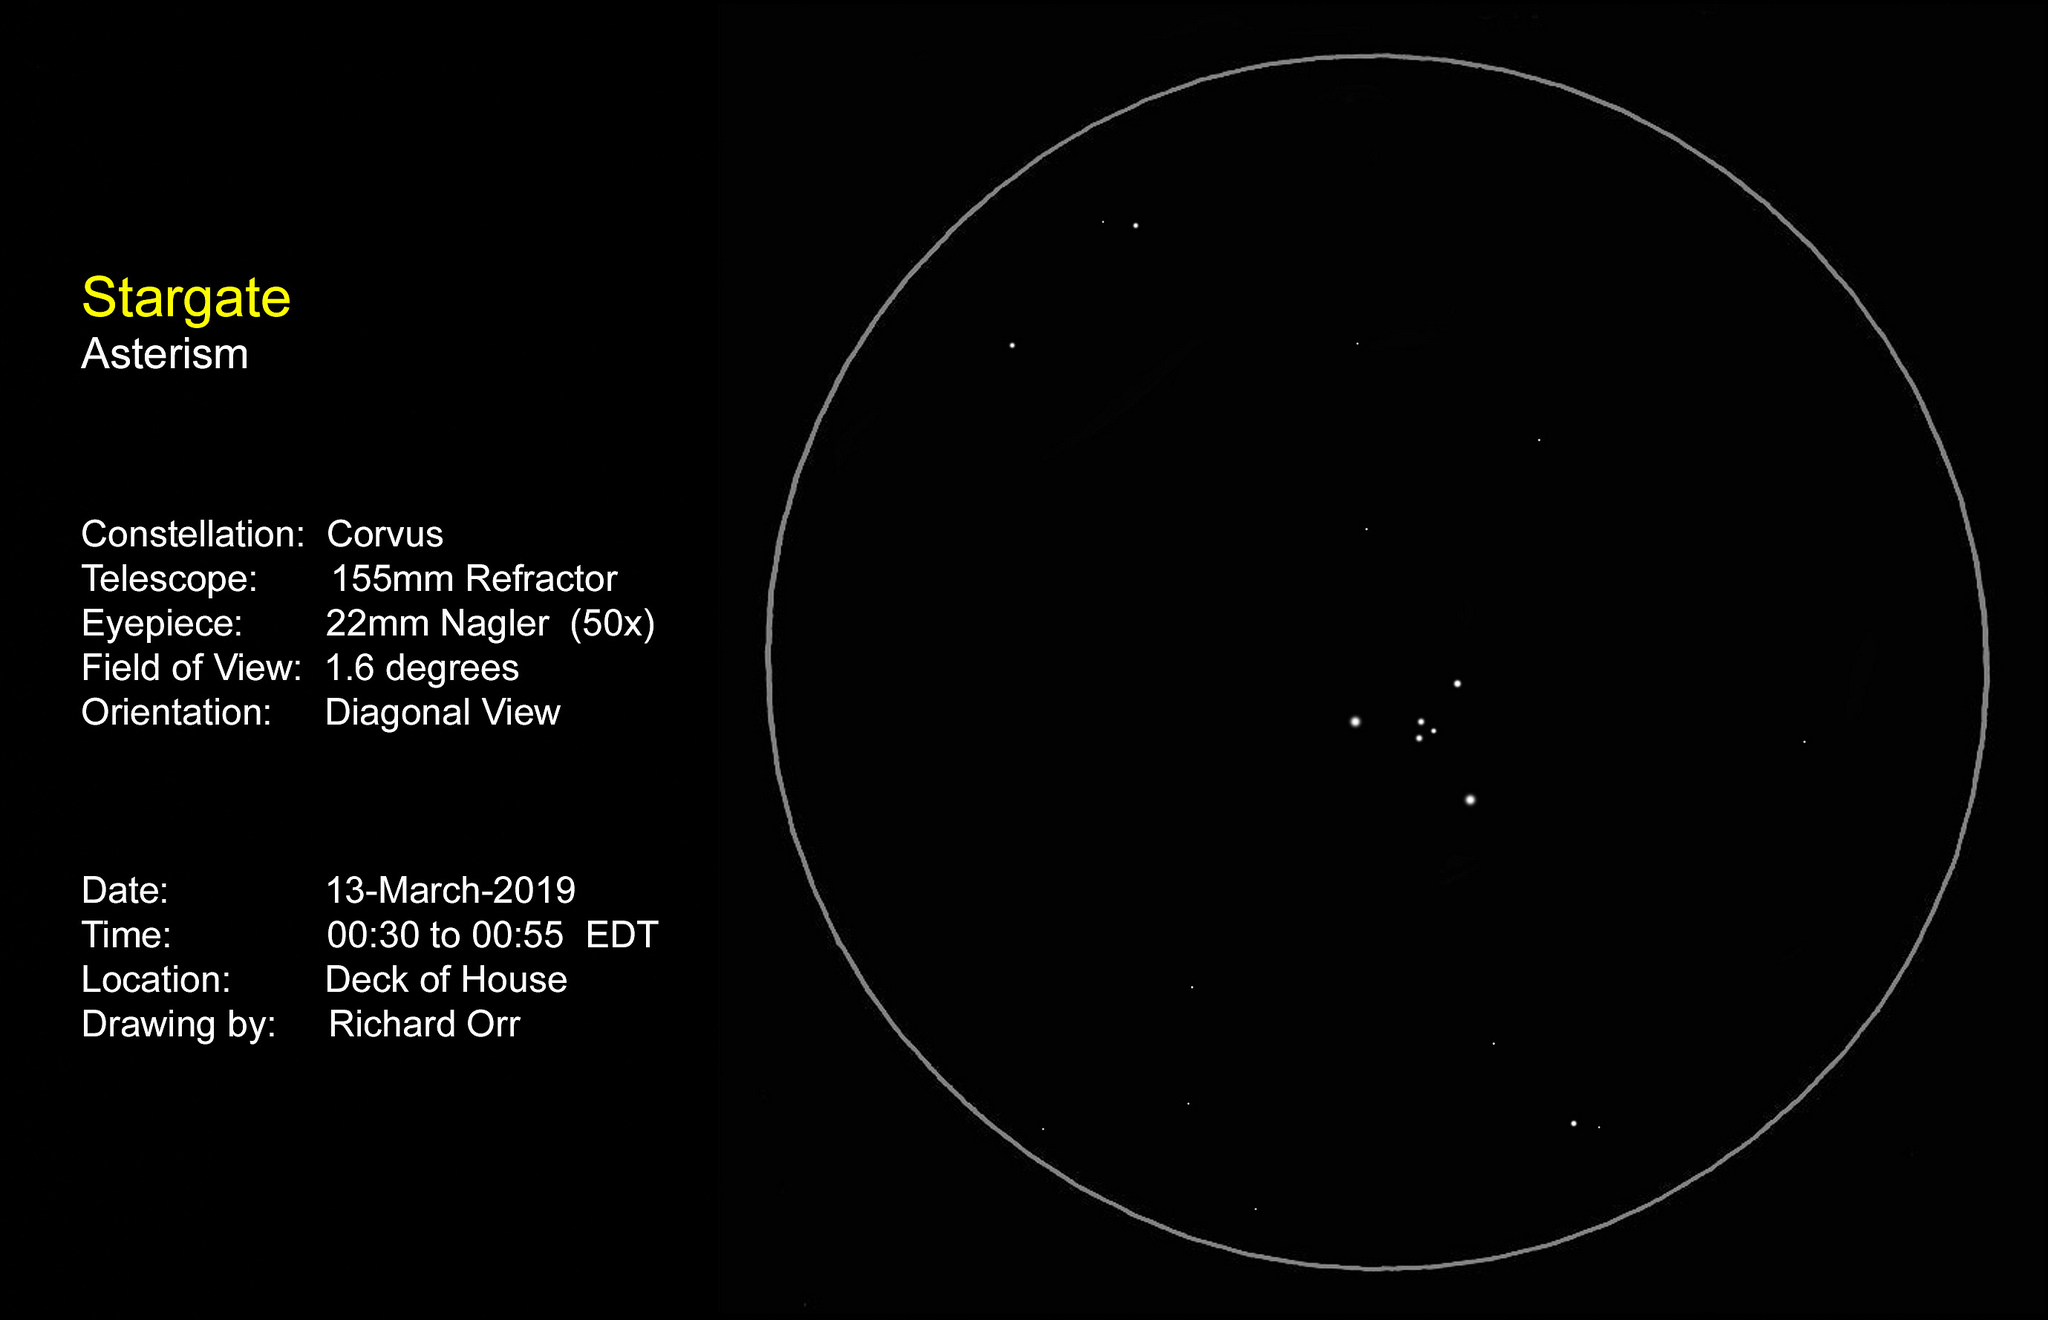 Stargate
Asterism
Constellation: Corvus
Telescope: 155mm Refractor
Eyepiece: 22mm Nagler (50x)
Field of View: 1.6 degrees
Orientation: Diagonal View
Date: 13-March-2019
Time: 00:30 to 00:55 EDT
Location: Deck of House
Drawing by: Richard Orr